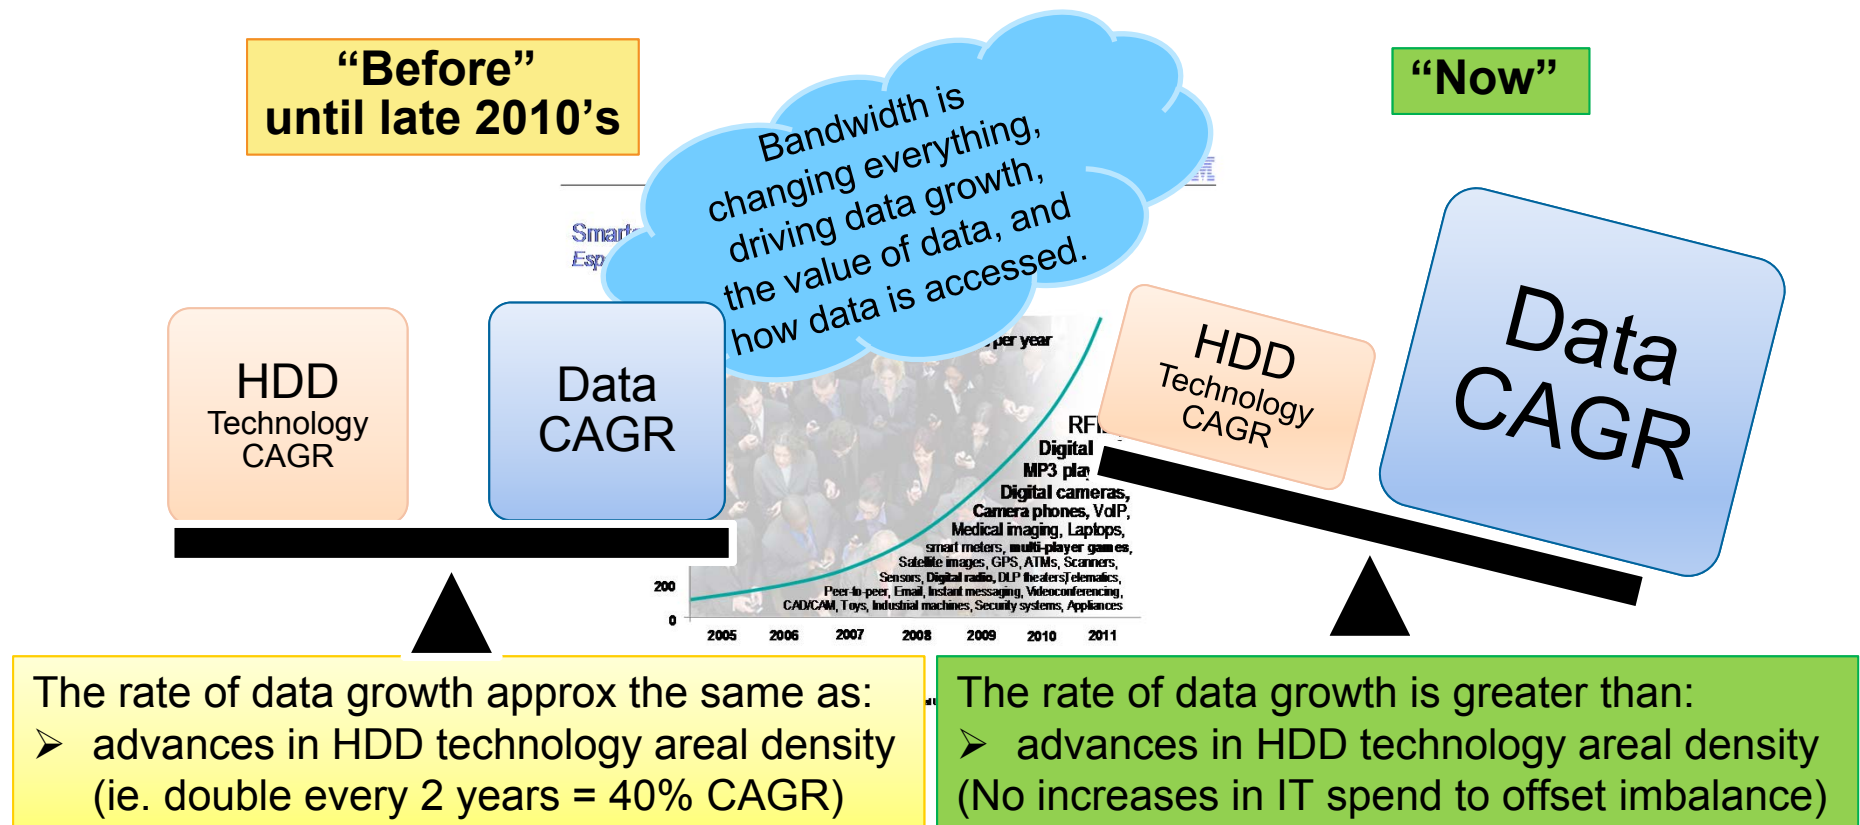 “Before”
until late 2010’s
Bandwidth is
changing everything,
driving data growth,
the value of data, and
how data is accessed.
“Now”
HDD
Technology
CAGR
Data
CAGR
per year
Digital
MP3
Digital cameras,
Camera phones, VoIP,
Medical imaging, Laptops,
smart meters, multi-player games,
Satellite images, GPS, ATMs, Scanners,
Sensors, Digital radio, DLP theaters, Telematics,
Peer-to-peer, Email, Instant messaging, Videoconferencing,
CAD/CAM, Toys, Industrial machines, Security systems, Appliances
200
0
2005 2006 2007 2008 2009 2010 2011
HDD
Technology
CAGR
Data
CAGR
The rate of data growth approx the same as:
➢ advances in HDD technology areal density
(ie. double every 2 years = 40% CAGR)
The rate of data growth is greater than:
➢ advances in HDD technology areal density
(No increases in IT spend to offset imbalance)